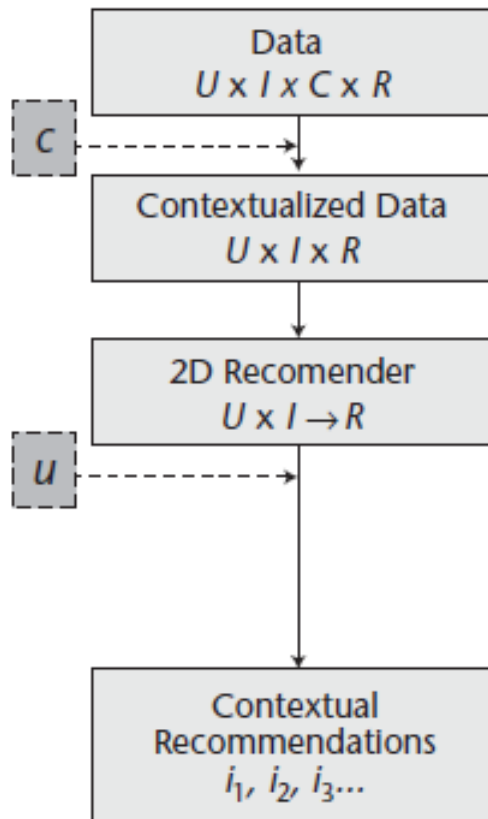 Data
U x I x C x R
c
Contextualized Data
U x I x R
2D Recomender
U x I → R
u
Contextual
Recommendations
i₁, i₂, i₃...